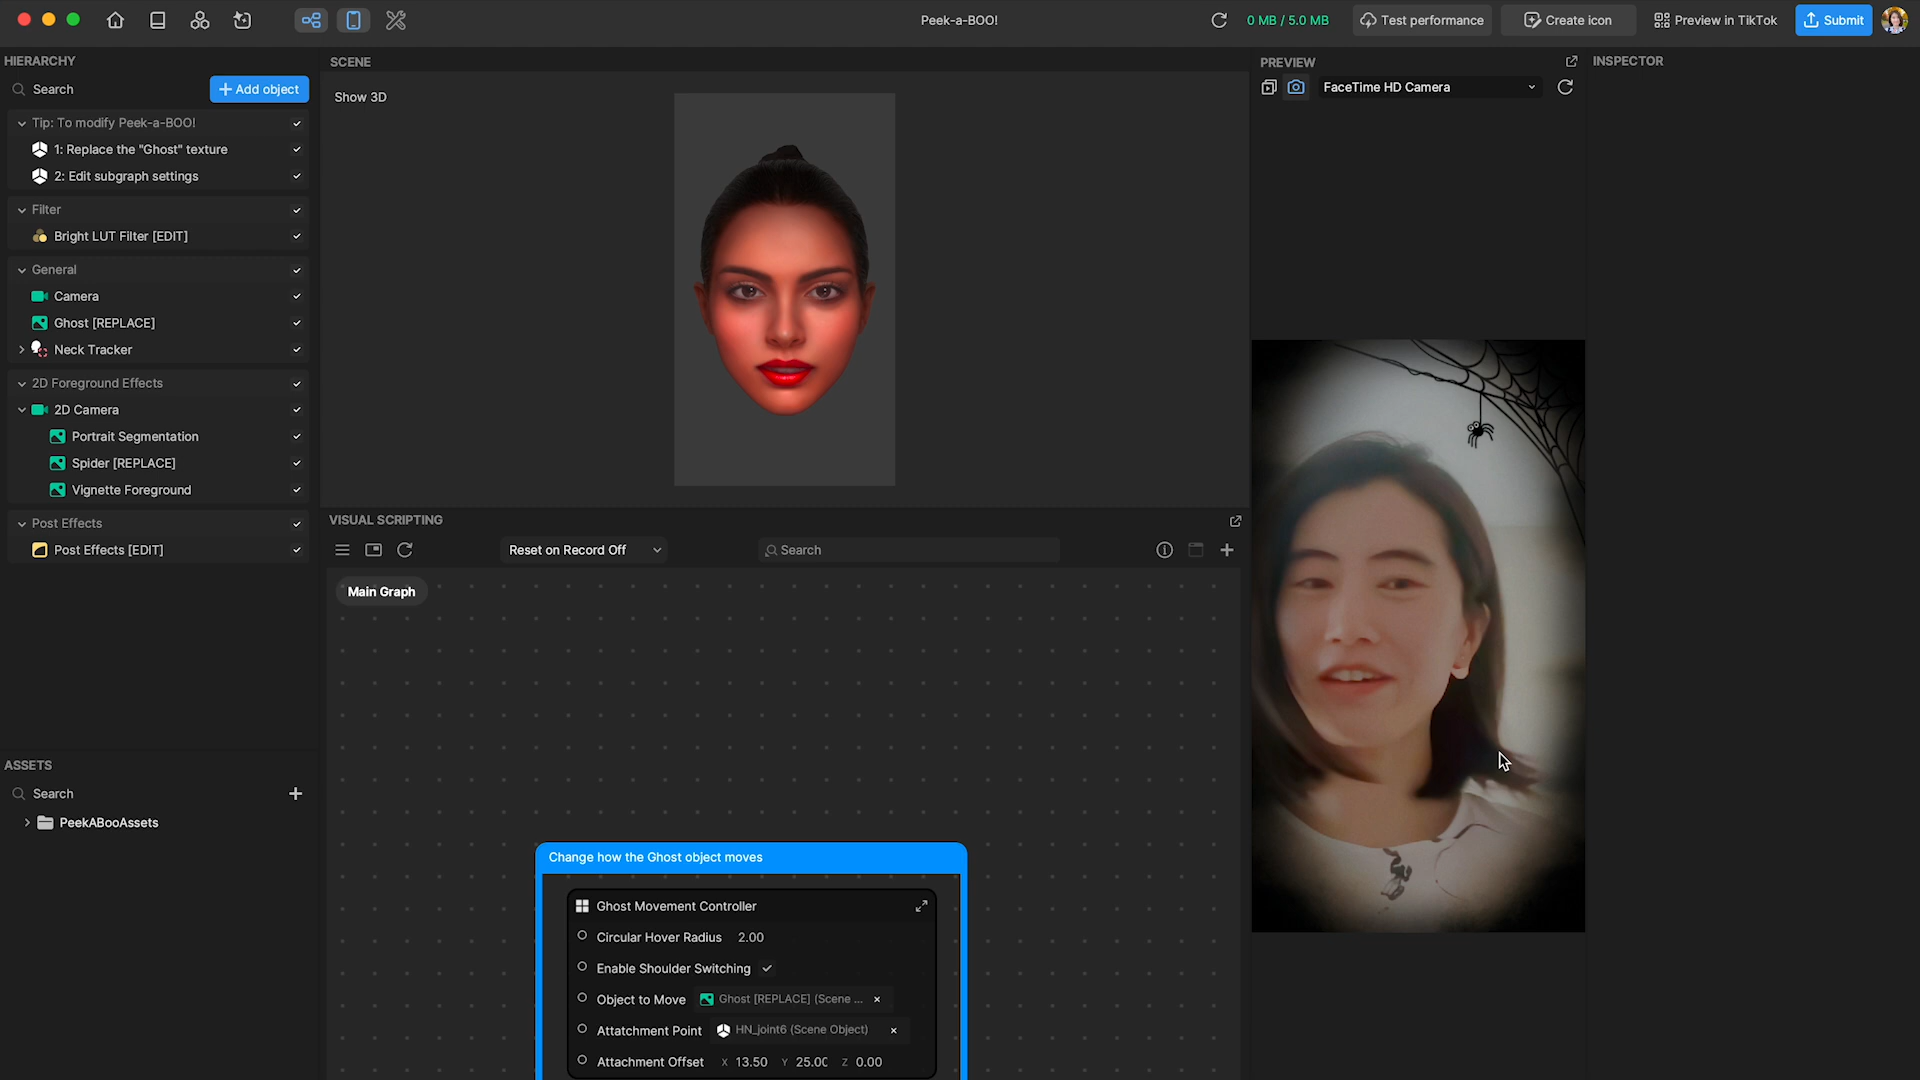 Peek-a-BOO!
0 MB / 5.0 MB
Test performance
Create icon
Preview in TikTok
Submit
HIERARCHY
Search
Add object
Tip: To modify Peek-a-BOO!
1: Replace the "Ghost" texture
2: Edit subgraph settings
Filter
Bright LUT Filter [EDIT]
General
Camera
Ghost [REPLACE]
Neck Tracker
2D Foreground Effects
2D Camera
Portrait Segmentation
Spider [REPLACE]
Vignette Foreground
Post Effects
Post Effects [EDIT]
ASSETS
Search
PeekABooAssets
SCENE
Show 3D
VISUAL SCRIPTING
Reset on Record Off
Search
Main Graph
Change how the Ghost object moves
Ghost Movement Controller
Circular Hover Radius 2.00
Enable Shoulder Switching
Object to Move Ghost [REPLACE] (Scene ...
Attatchment Point HN_joint6 (Scene Object)
Attachment Offset X 13.50 Y 25.00 Z 0.00
PREVIEW
FaceTime HD Camera
INSPECTOR